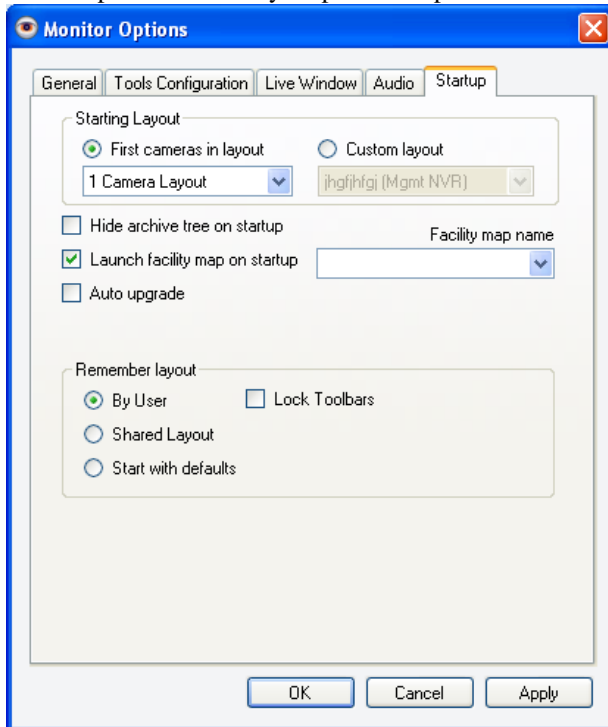 Monitor Options
General Tools Configuration Live Window Audio Startup
Starting Layout
First cameras in layout Custom layout
1 Camera Layout jhgfjhfgj (Mgmt NVR)
Hide archive tree on startup
Facility map name
Launch facility map on startup
Auto upgrade
Remember layout
By User Lock Toolbars
Shared Layout
Start with defaults
OK Cancel Apply